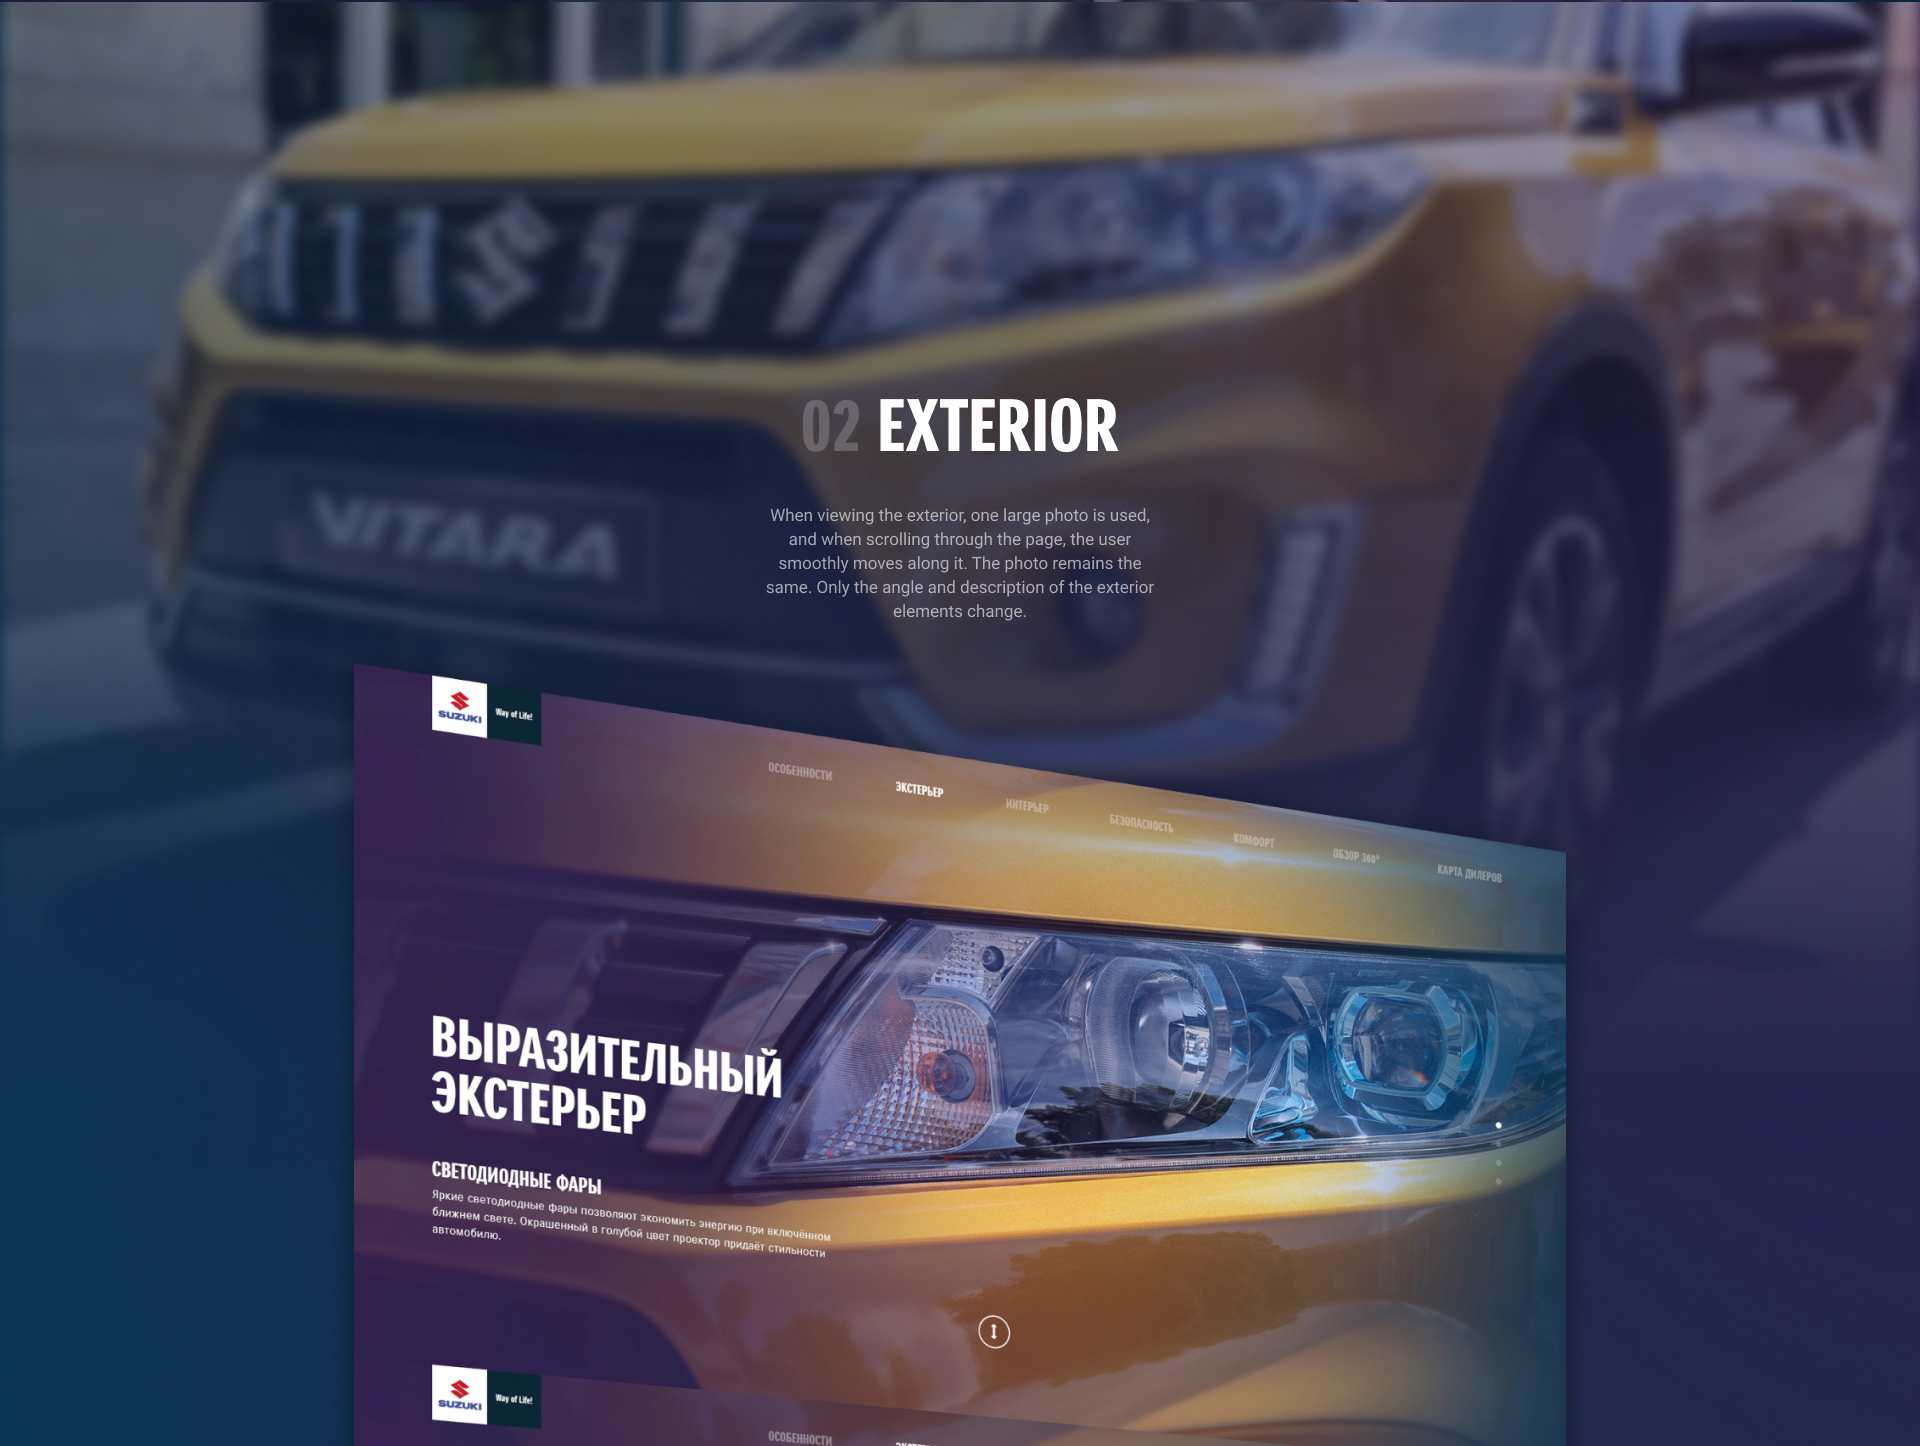 02 EXTERIOR
When viewing the exterior, one large photo is used,
and when scrolling through the page, the user
smoothly moves along it. The photo remains the
same. Only the angle and description of the exterior
elements change.
VITARA
SUZUKI
Way of Life!
ОСОБЕННОСТИ
ЭКСТЕРЬЕР
ИНТЕРЬЕР
БЕЗОПАСНОСТЬ
КОМФОРТ
ОБЗОР 360°
КАРТА ДИЛЕРОВ
ВЫРАЗИТЕЛЬНЫЙ
ЭКСТЕРЬЕР
СВЕТОДИОДНЫЕ ФАРЫ
Яркие светодиодные фары позволяют экономить энергию при включённом
ближнем свете. Окрашенный в голубой цвет проектор придаёт стильности
автомобилю.
SUZUKI
Way of Life!
ОСОБЕННОСТИ